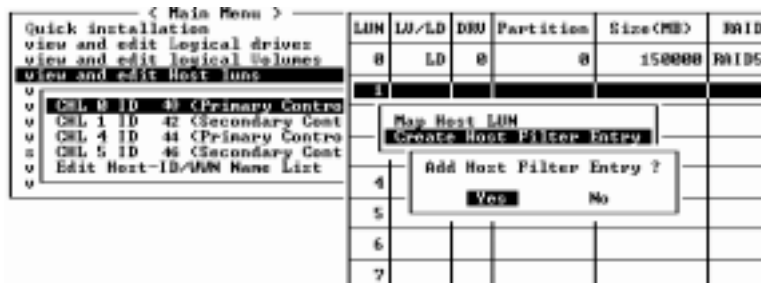 < Main Menu >
Quick installation
view and edit Logical drives
view and edit logical Volumes
view and edit Host luns
v
v
v
v
s
v
v
CHL 0 ID 40 (Primary Contro
CHL 1 ID 42 (Secondary Cont
CHL 4 ID 44 (Primary Contro
CHL 5 ID 46 (Secondary Cont
Edit Host-ID/WWN Name List
LUN LV/LD DRV Partition Size(MB) RAID
0 LD 0 0 150000 RAID5
1
Map Host LUN
Create Host Filter Entry
Add Host Filter Entry ?
Yes No
4
5
6
7